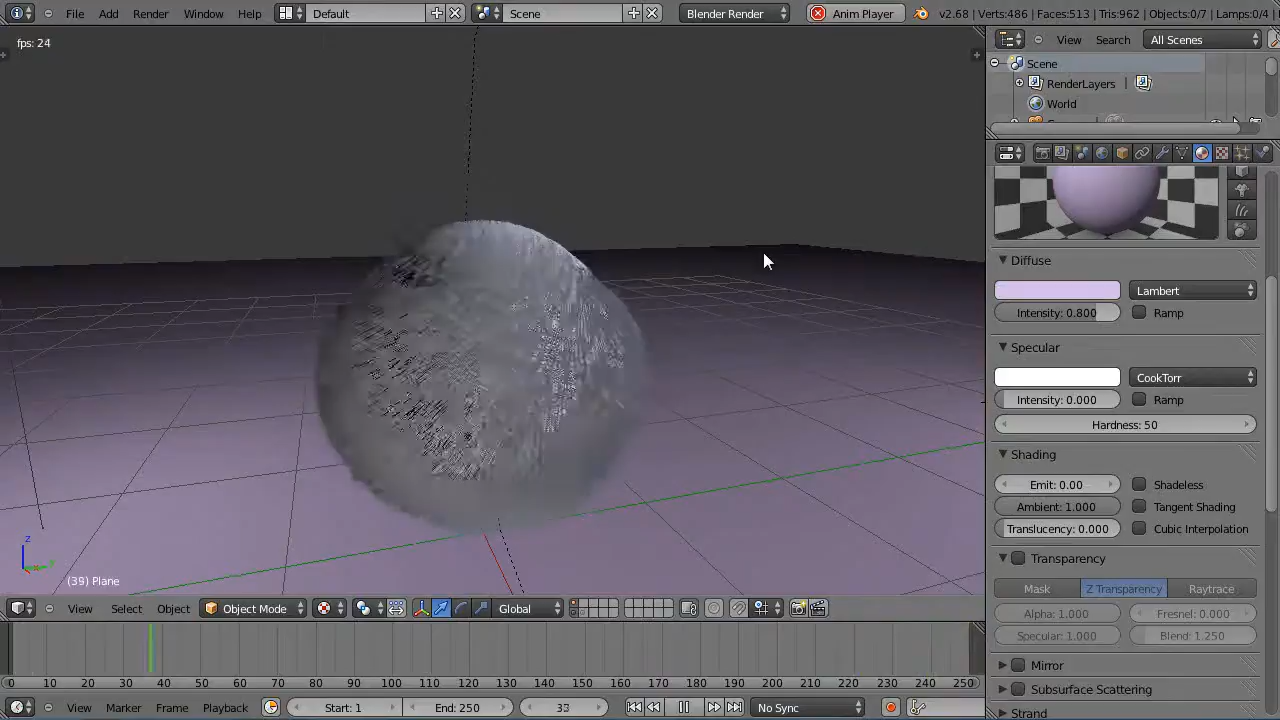 File Add Render Window Help Default Scene Blender Render Anim Player v2.68 | Verts:486 | Faces:513 | Tris:962 | Objects:0/7 | Lamps:0/4 |
fps: 24
View Search All Scenes
Scene
RenderLayers |
World
Diffuse
Lambert
Intensity: 0.800 Ramp
Specular
CookTorr
Intensity: 0.000 Ramp
Hardness: 50
Shading
Emit: 0.00 Shadeless
Ambient: 1.000 Tangent Shading
Translucency: 0.000 Cubic Interpolation
Transparency
Mask Z Transparency Raytrace
Alpha: 1.000 Fresnel: 0.000
Specular: 1.000 Blend: 1.250
Mirror
Subsurface Scattering
Strand
z
(39) Plane
View Select Object Object Mode Global
0 10 20 30 40 50 60 70 80 90 100 110 120 130 140 150 160 170 180 190 200 210 220 230 240 250
View Marker Frame Playback Start: 1 End: 250 33 No Sync